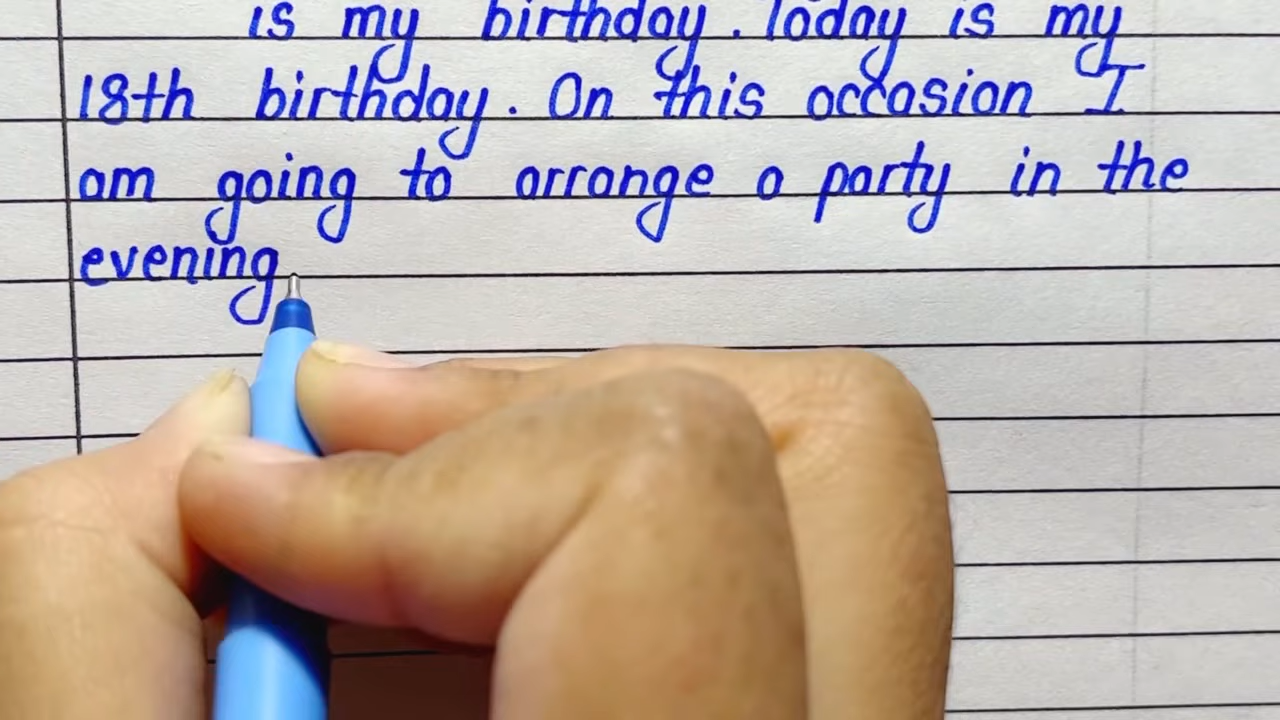 is my birthday. Today is my
18th birthday. On this occasion I
am going to arrange a party in the
evening